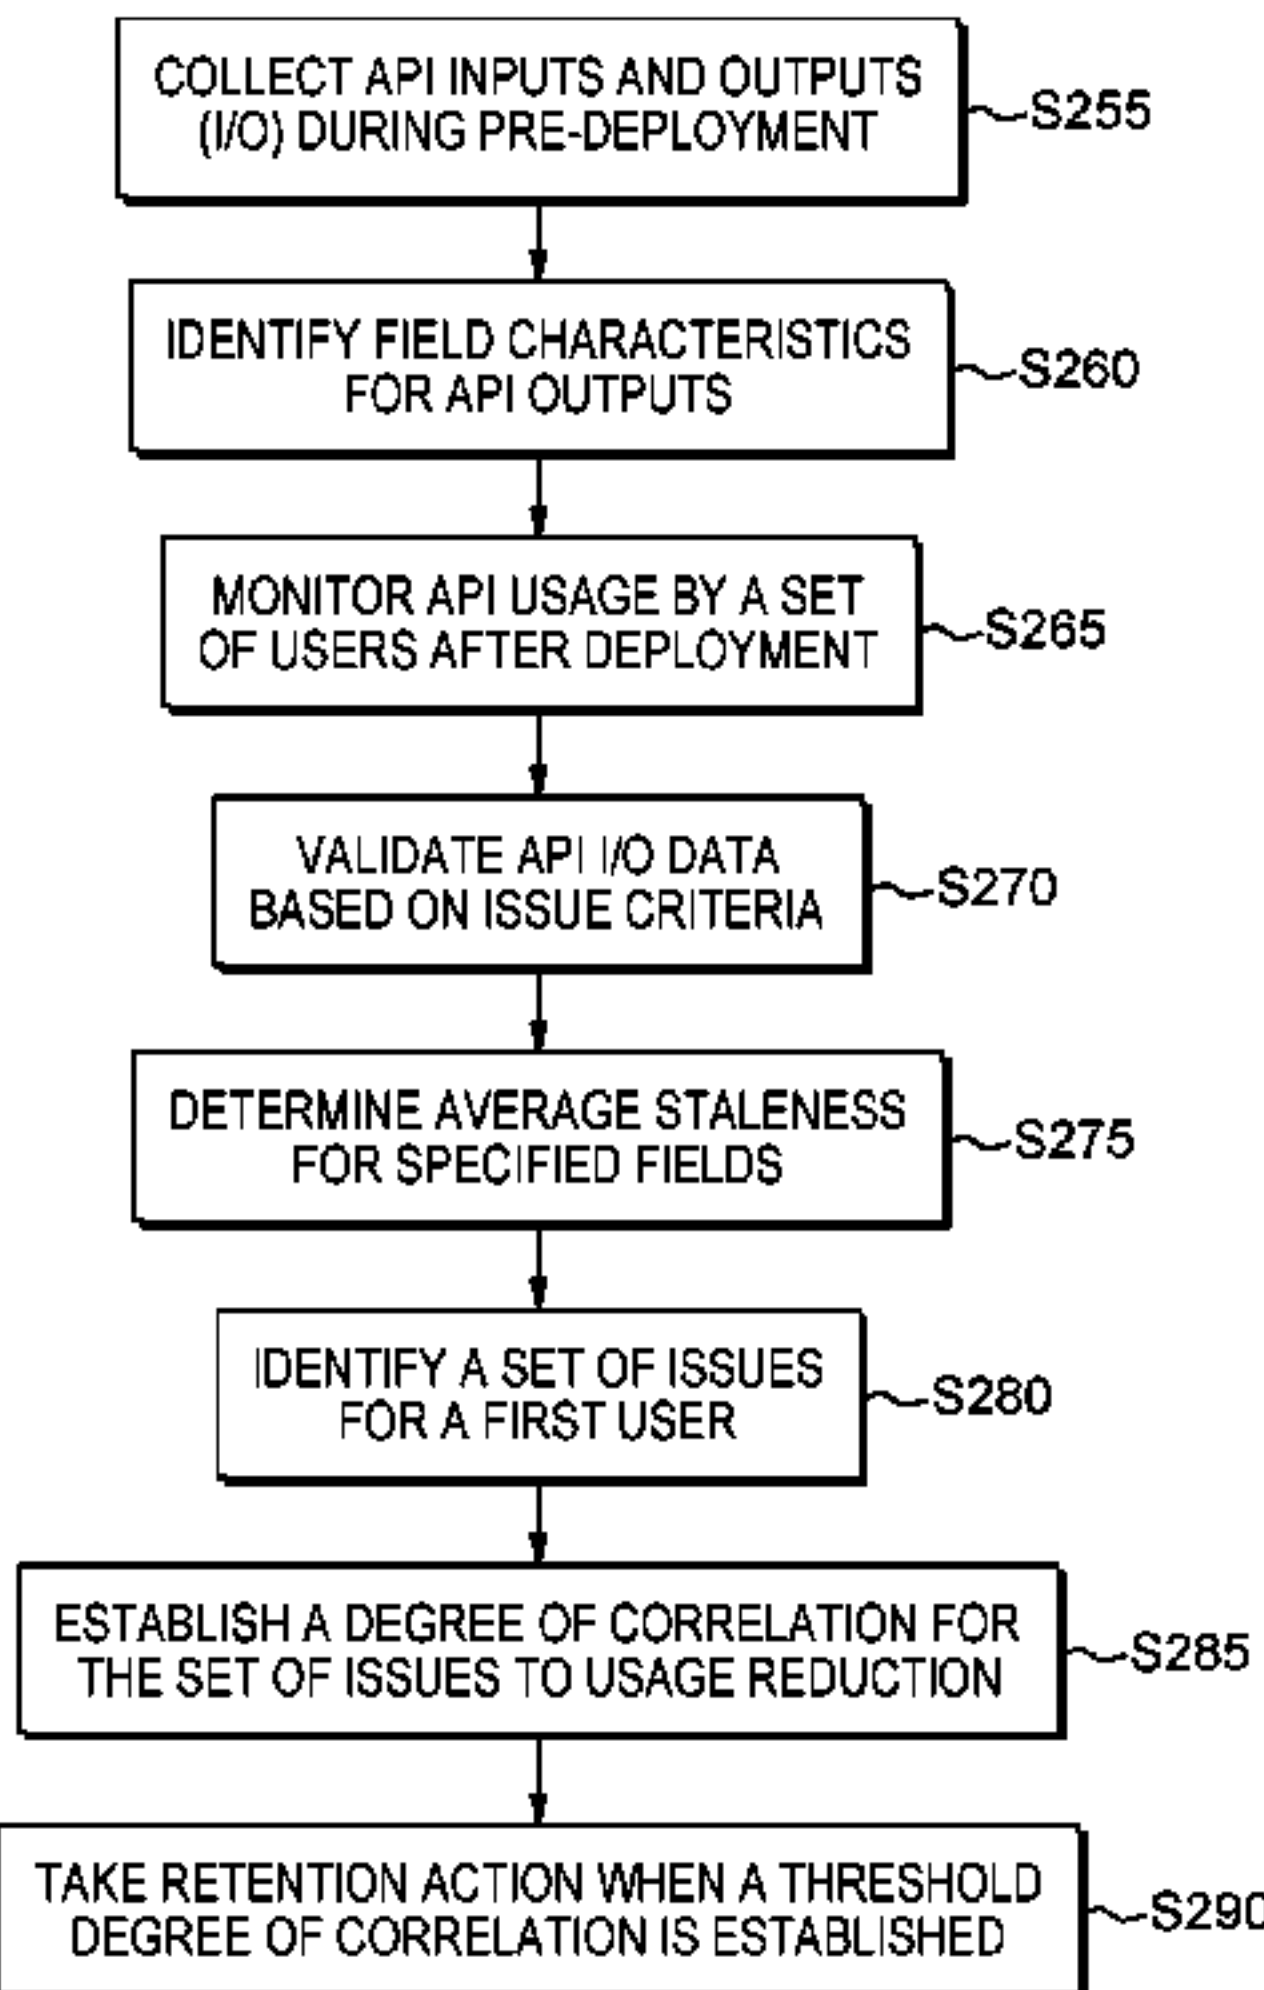 COLLECT API INPUTS AND OUTPUTS
(I/O) DURING PRE-DEPLOYMENT
S255
IDENTIFY FIELD CHARACTERISTICS
FOR API OUTPUTS
S260
MONITOR API USAGE BY A SET
OF USERS AFTER DEPLOYMENT
S265
VALIDATE API I/O DATA
BASED ON ISSUE CRITERIA
S270
DETERMINE AVERAGE STALENESS
FOR SPECIFIED FIELDS
S275
IDENTIFY A SET OF ISSUES
FOR A FIRST USER
S280
ESTABLISH A DEGREE OF CORRELATION FOR
THE SET OF ISSUES TO USAGE REDUCTION
S285
TAKE RETENTION ACTION WHEN A THRESHOLD
DEGREE OF CORRELATION IS ESTABLISHED
S290